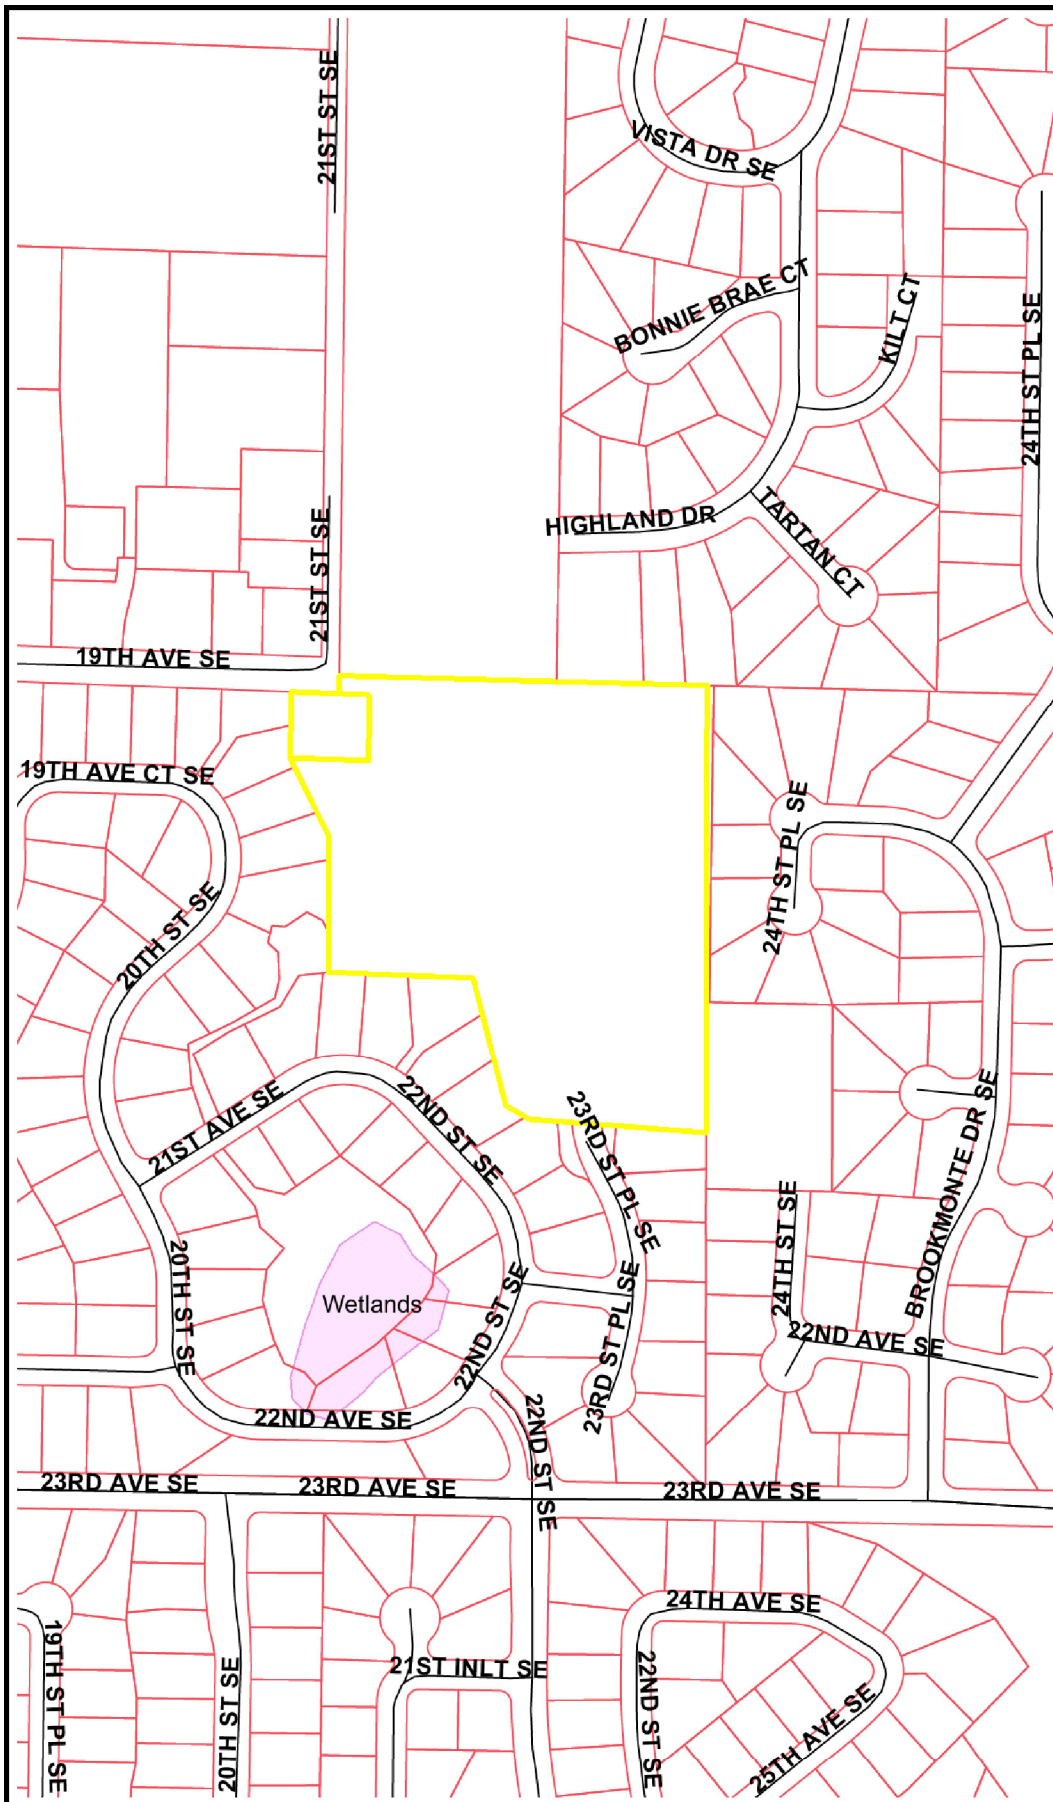 21ST ST SE
VISTA DR SE
BONNIE BRAE CT
KILT CT
24TH ST PL SE
HIGHLAND DR
TARTAN CT
21ST ST SE
19TH AVE SE
19TH AVE CT SE
24TH ST PL SE
20TH ST SE
21ST AVE SE
22ND ST SE
23RD ST PL SE
BROOKMONTE DR SE
24TH ST SE
20TH ST SE
Wetlands
22ND ST SE
23RD ST PL SE
22ND AVE SE
22ND AVE SE
22ND ST SE
23RD AVE SE
23RD AVE SE
23RD AVE SE
24TH AVE SE
19TH ST PL SE
20TH ST SE
21ST INLT SE
22ND ST SE
25TH AVE SE